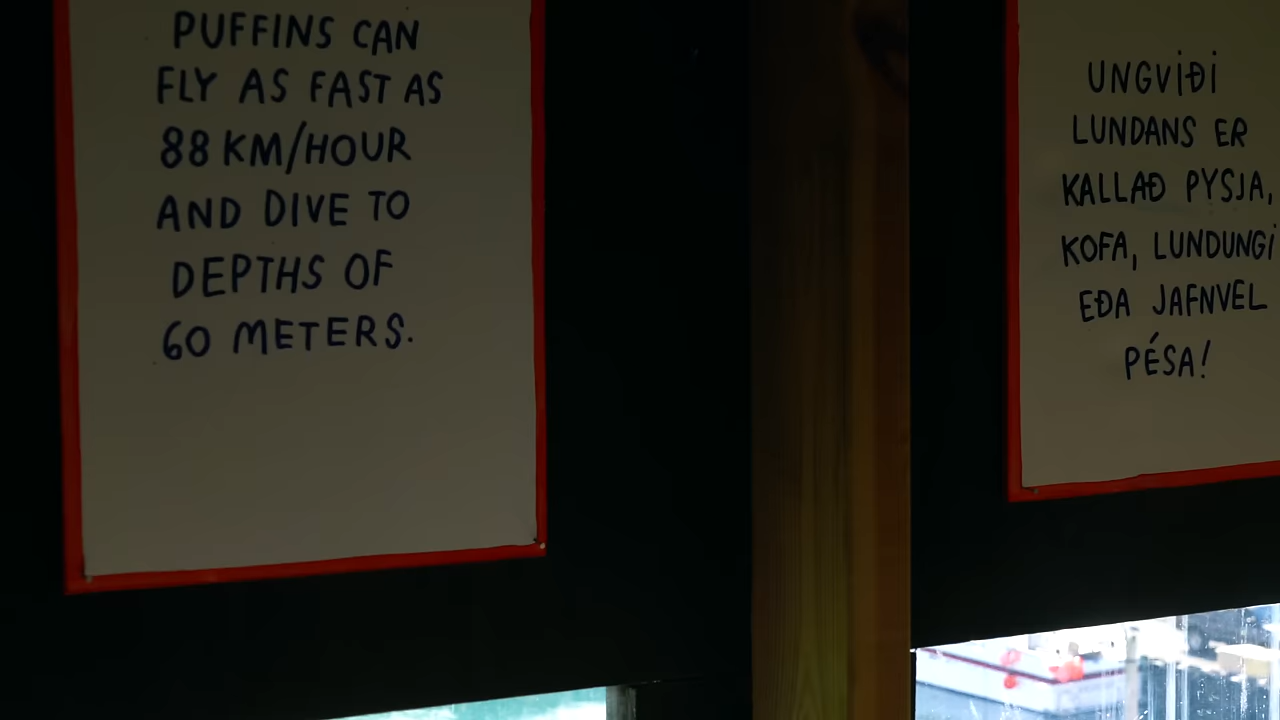 PUFFINS CAN
FLY AS FAST AS
88 KM/HOUR
AND DIVE TO
DEPTHS OF
60 METERS.
UNGVIÐI
LUNDANS ER
KALLAÐ PYSJA,
KOFA, LUNDUNGI
EÐA JAFNVEL
PÉSA!